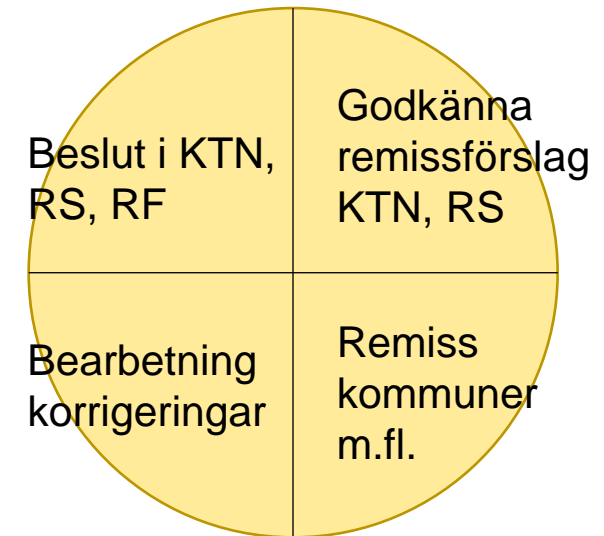 Beslut i KTN,
RS, RF
Godkänna
remissförslag
KTN, RS
Bearbetning
korrigeringar
Remiss
kommuner
m.fl.